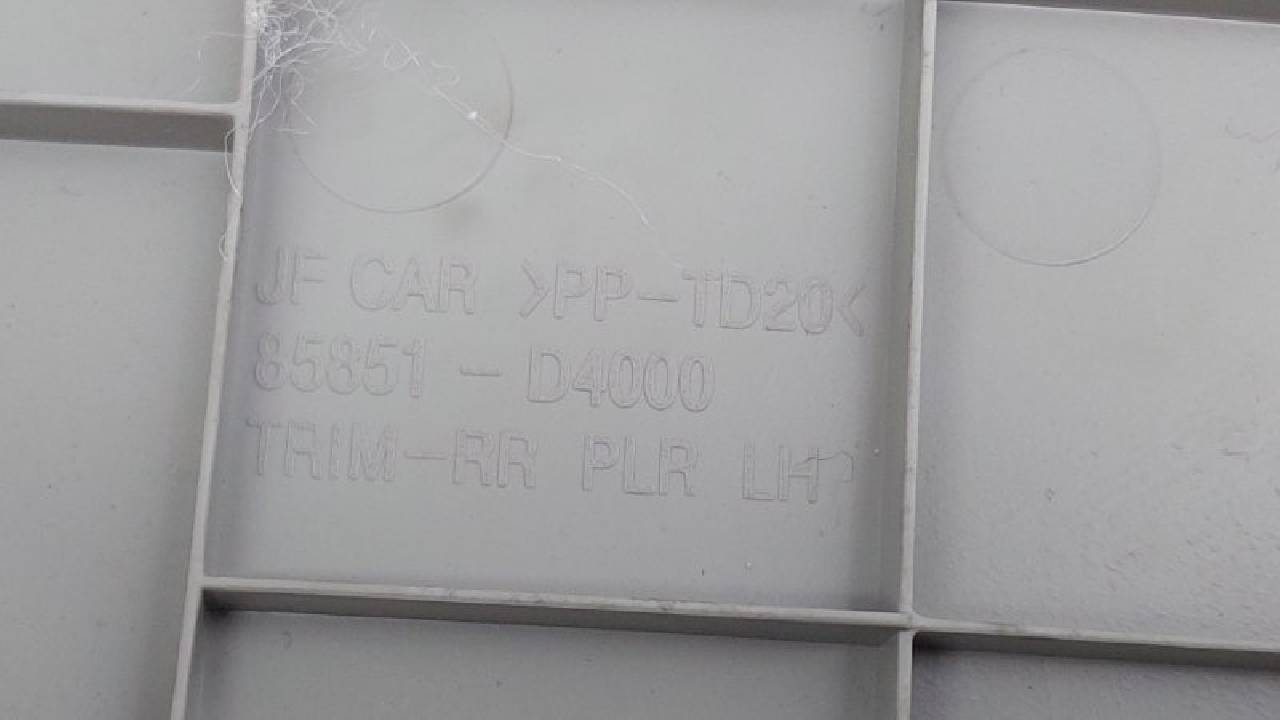 JF CAR >PP-TD20<
85851 - D4000
TRIM-RR PLR LH